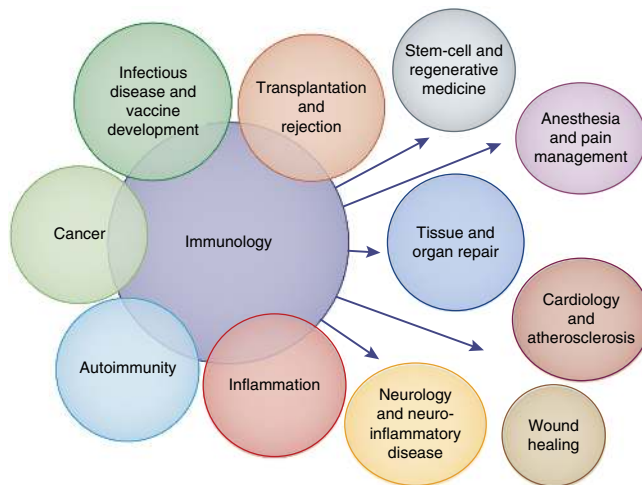 Infectious
disease and
vaccine
development
Transplantation
and
rejection
Stem-cell and
regenerative
medicine
Anesthesia
and pain
management
Cancer
Immunology
Tissue and
organ repair
Cardiology
and
atherosclerosis
Autoimmunity
Inflammation
Neurology
and neuro-
inflammatory
disease
Wound
healing